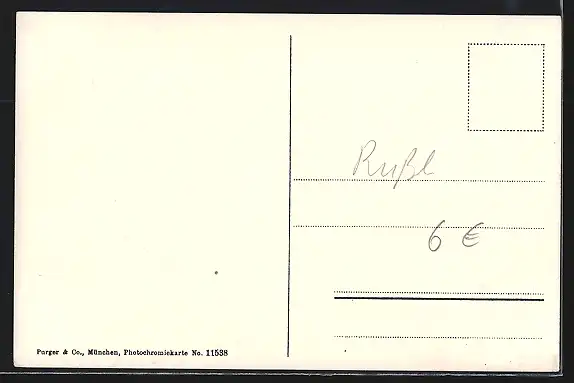 Rußl
6 €
Purger & Co., München, Photochromiekarte No. 11538